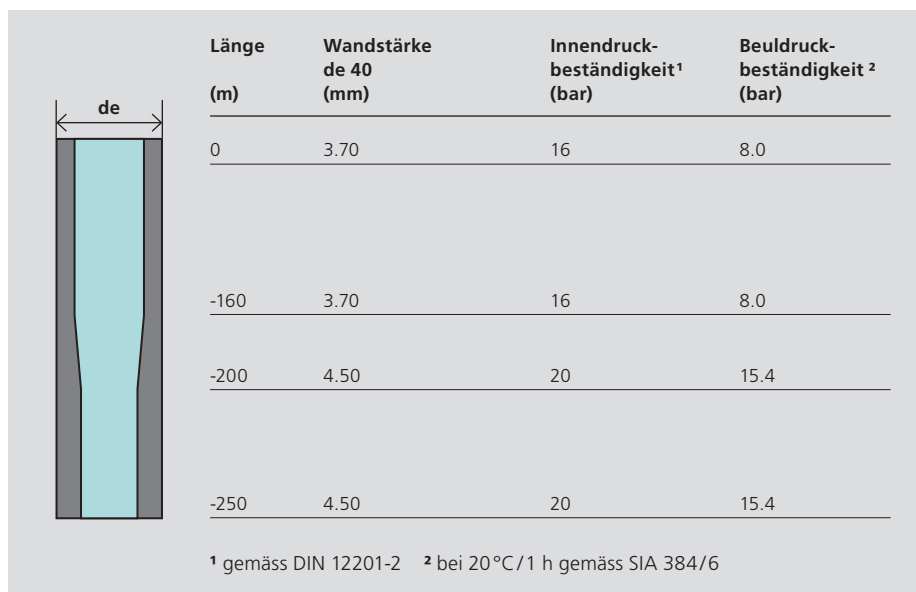 Länge Wandstärke Innendruck- Beuldruck-
de 40 beständigkeit¹ beständigkeit ²
(m) (mm) (bar) (bar)
de
0 3.70 16 8.0
-160 3.70 16 8.0
-200 4.50 20 15.4
-250 4.50 20 15.4
¹ gemäss DIN 12201-2 ² bei 20°C/1 h gemäss SIA 384/6